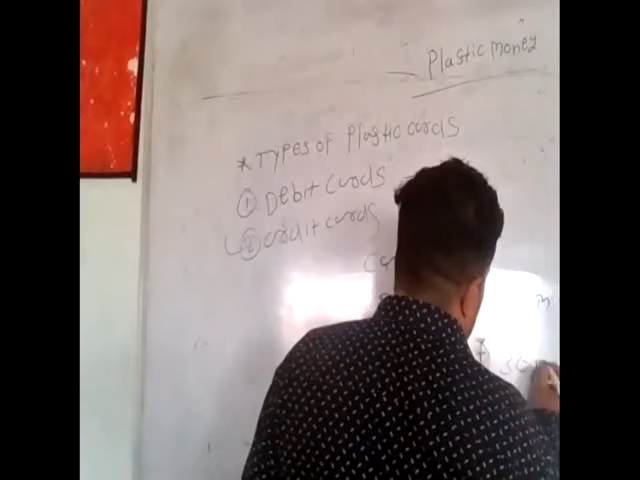 Plastic money
* Types of Plastic cards
① Debit Cards
② Credit cards